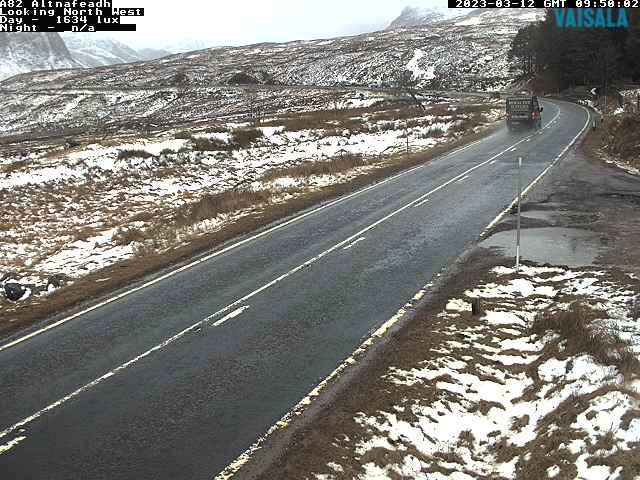 A82 Altnafeadh
Looking North West
Day - 1634 lux
Night - n/a
2023-03-12 GMT 09:50:02
VAISALA